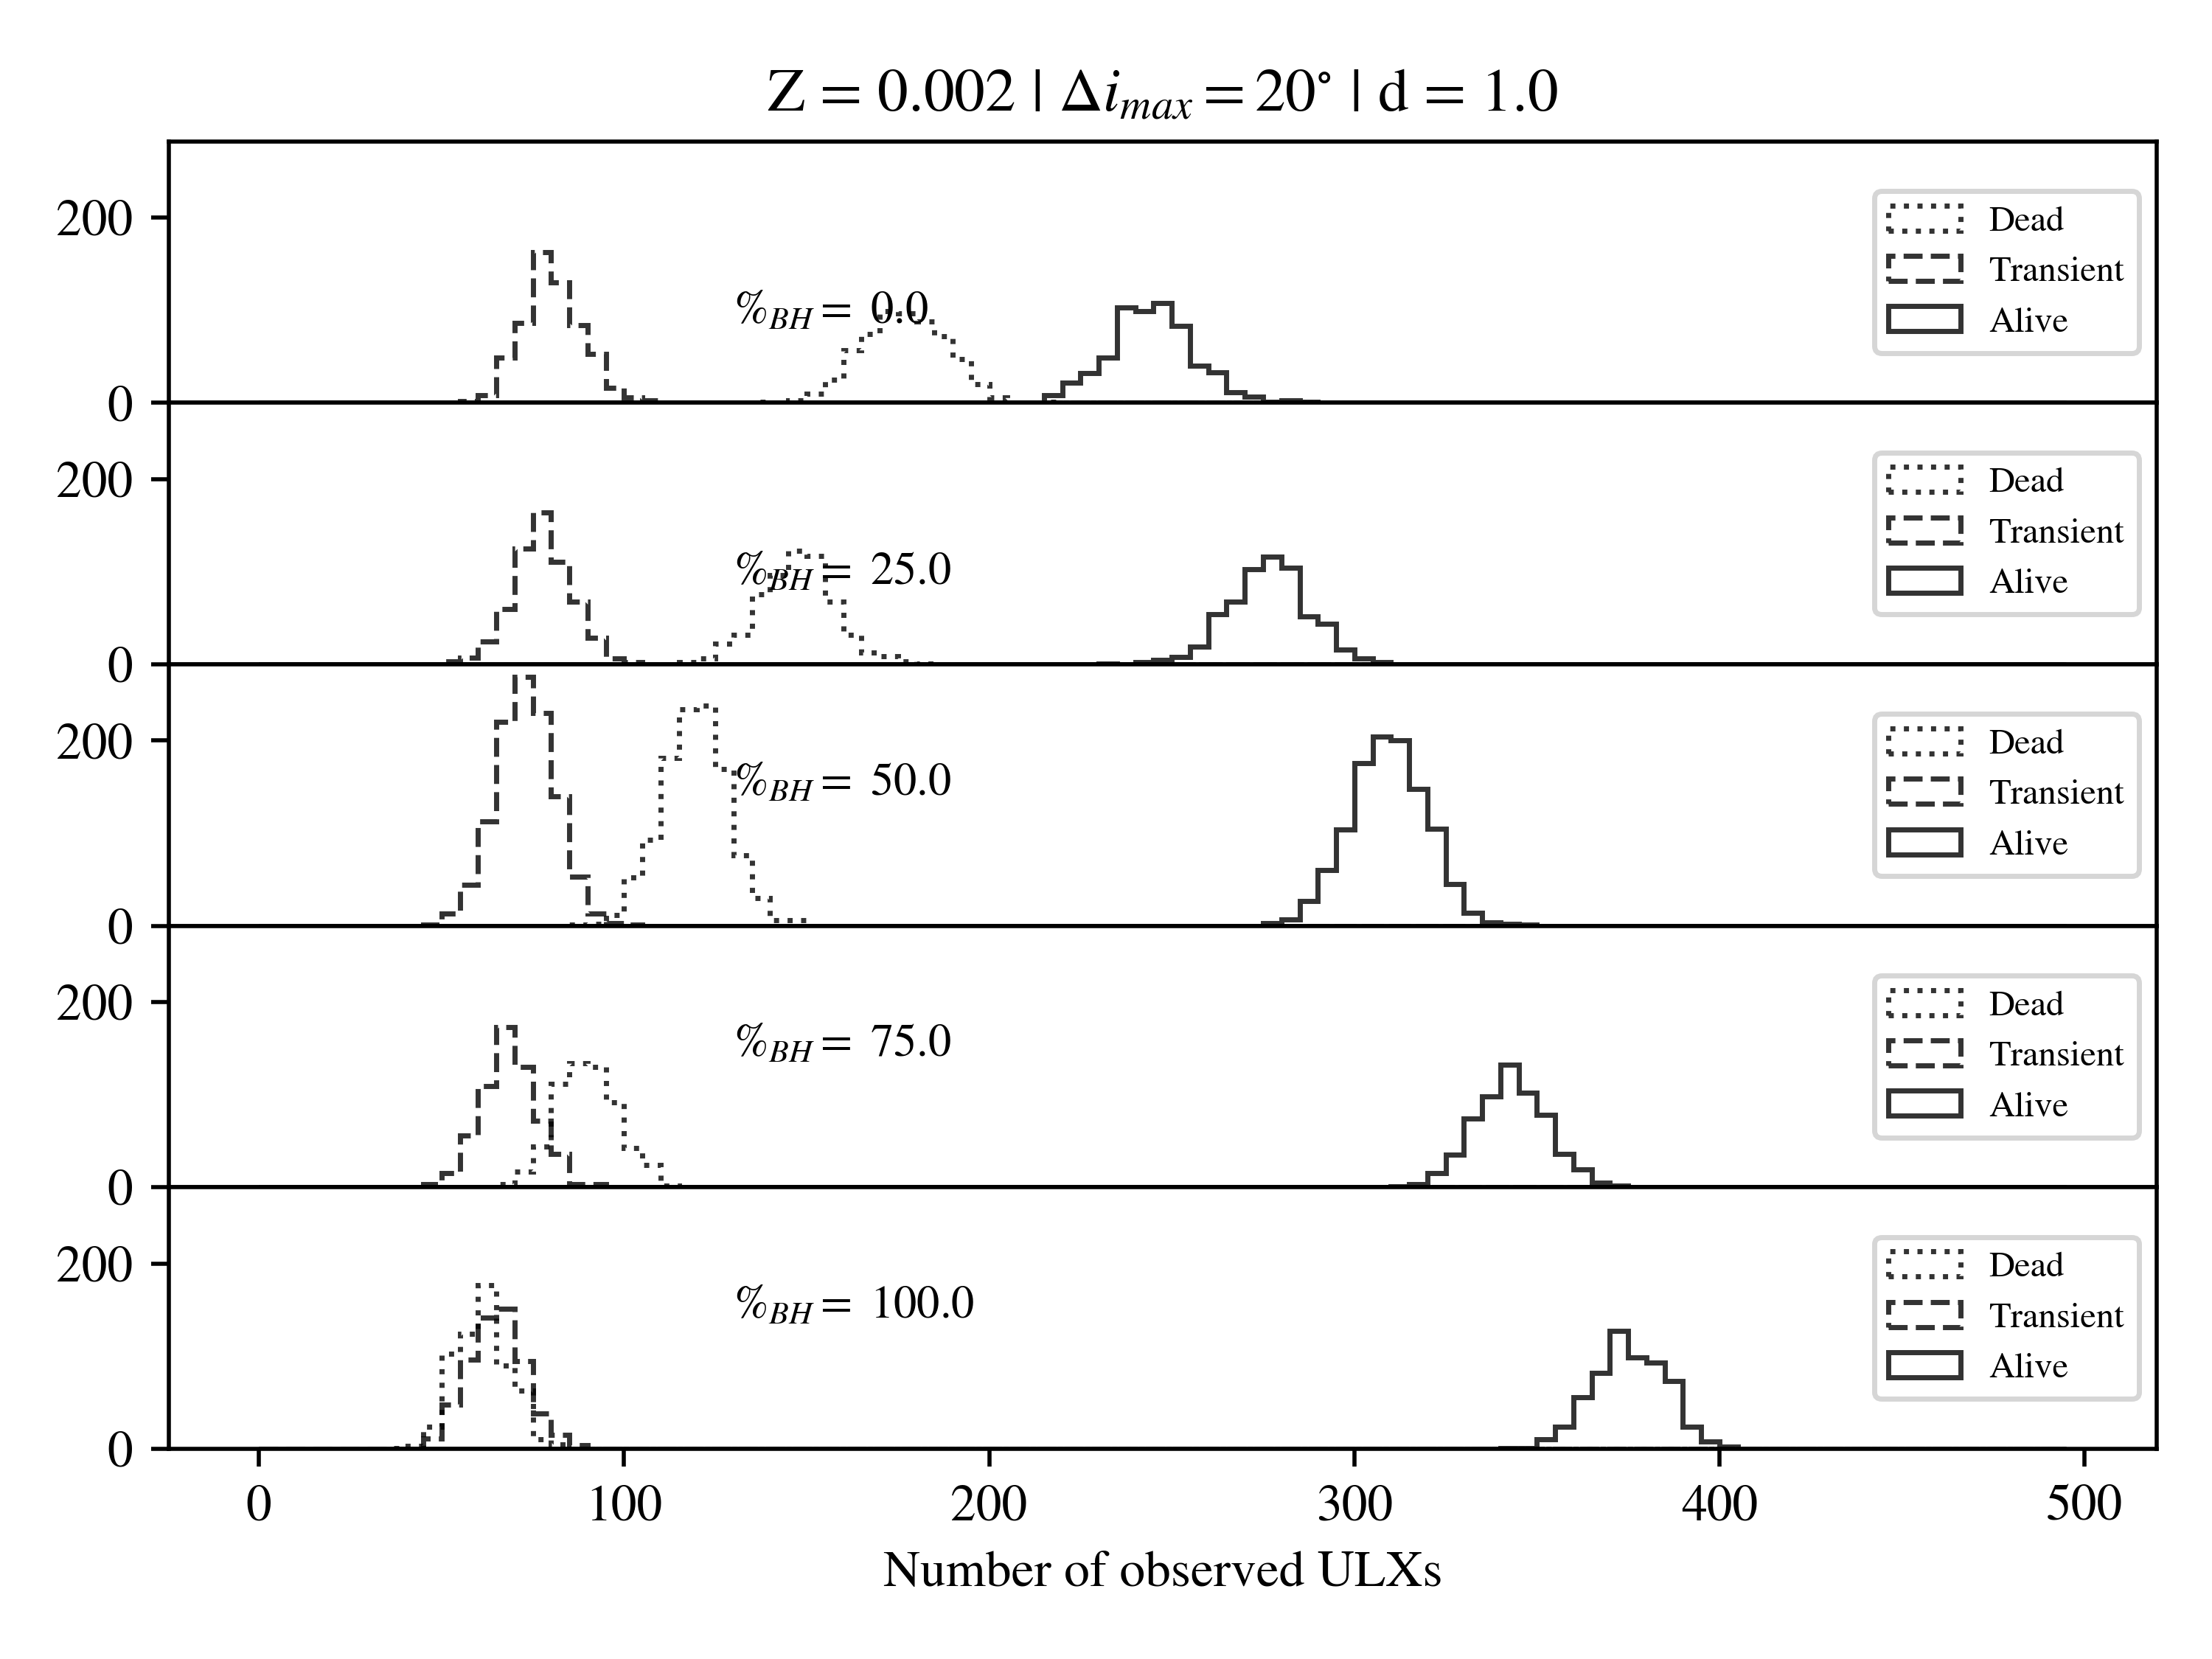 Z = 0.002 | Δi_max = 20° | d = 1.0
200
0
%_BH = 0.0
Dead
Transient
Alive
200
0
%_BH = 25.0
Dead
Transient
Alive
200
0
%_BH = 50.0
Dead
Transient
Alive
200
0
%_BH = 75.0
Dead
Transient
Alive
200
0
%_BH = 100.0
Dead
Transient
Alive
0 100 200 300 400 500
Number of observed ULXs